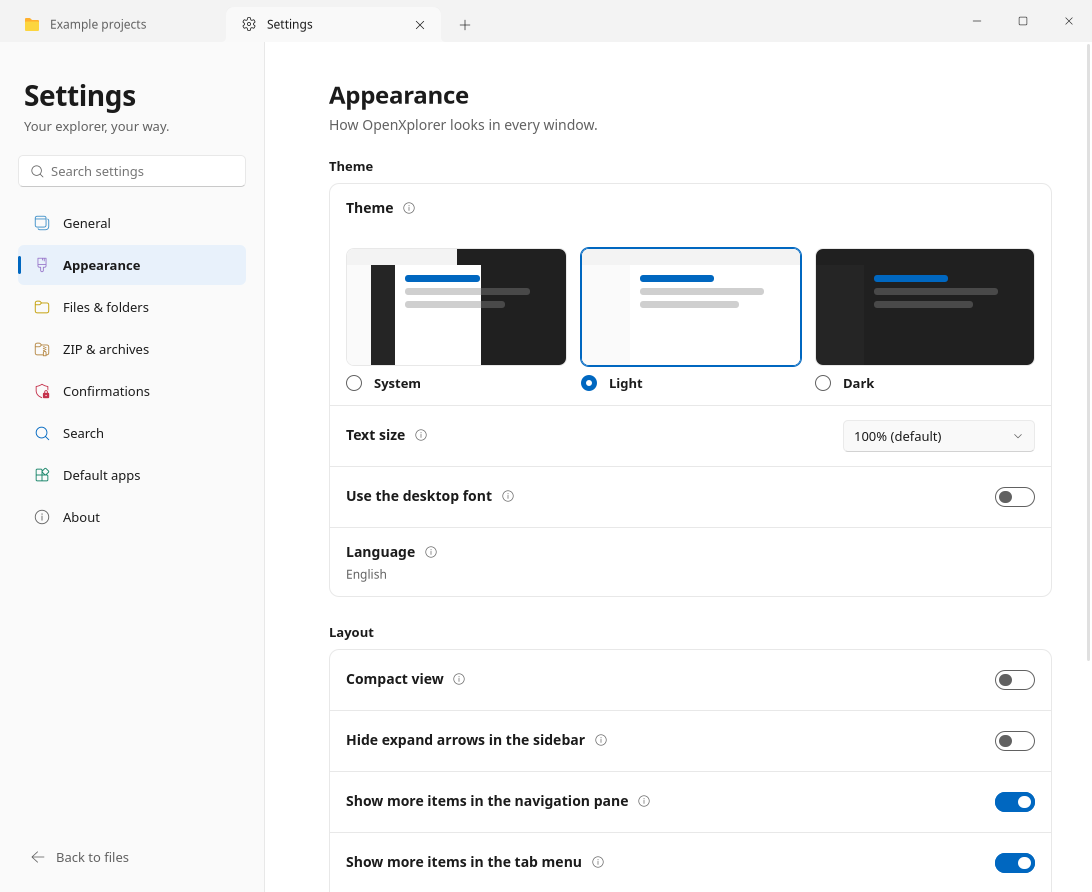 Example projects
Settings
Settings
Your explorer, your way.
Search settings
General
Appearance
Files & folders
ZIP & archives
Confirmations
Search
Default apps
About
Back to files
Appearance
How OpenXplorer looks in every window.
Theme
Theme
System
Light
Dark
Text size
100% (default)
Use the desktop font
Language
English
Layout
Compact view
Hide expand arrows in the sidebar
Show more items in the navigation pane
Show more items in the tab menu